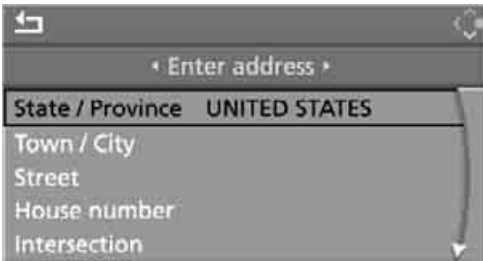 Enter address
State / Province UNITED STATES
Town / City
Street
House number
Intersection